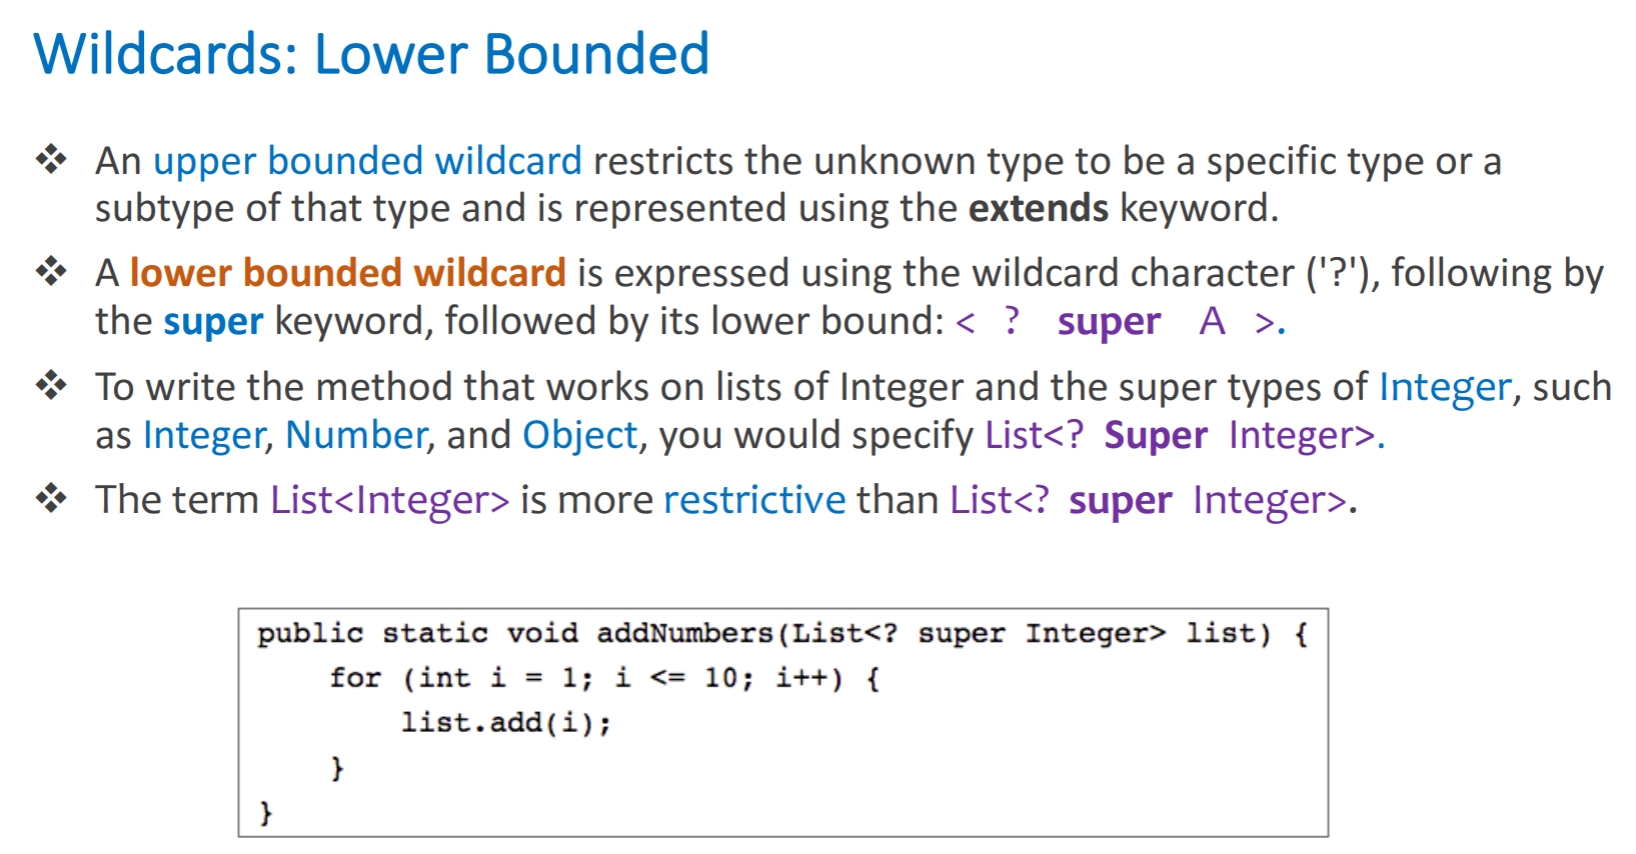 Wildcards: Lower Bounded
❖ An upper bounded wildcard restricts the unknown type to be a specific type or a
subtype of that type and is represented using the extends keyword.
❖ A lower bounded wildcard is expressed using the wildcard character ('?'), following by
the super keyword, followed by its lower bound: < ? super A >.
❖ To write the method that works on lists of Integer and the super types of Integer, such
as Integer, Number, and Object, you would specify List<? Super Integer>.
❖ The term List<Integer> is more restrictive than List<? super Integer>.
public static void addNumbers(List<? super Integer> list) {
    for (int i = 1; i <= 10; i++) {
        list.add(i);
    }
}